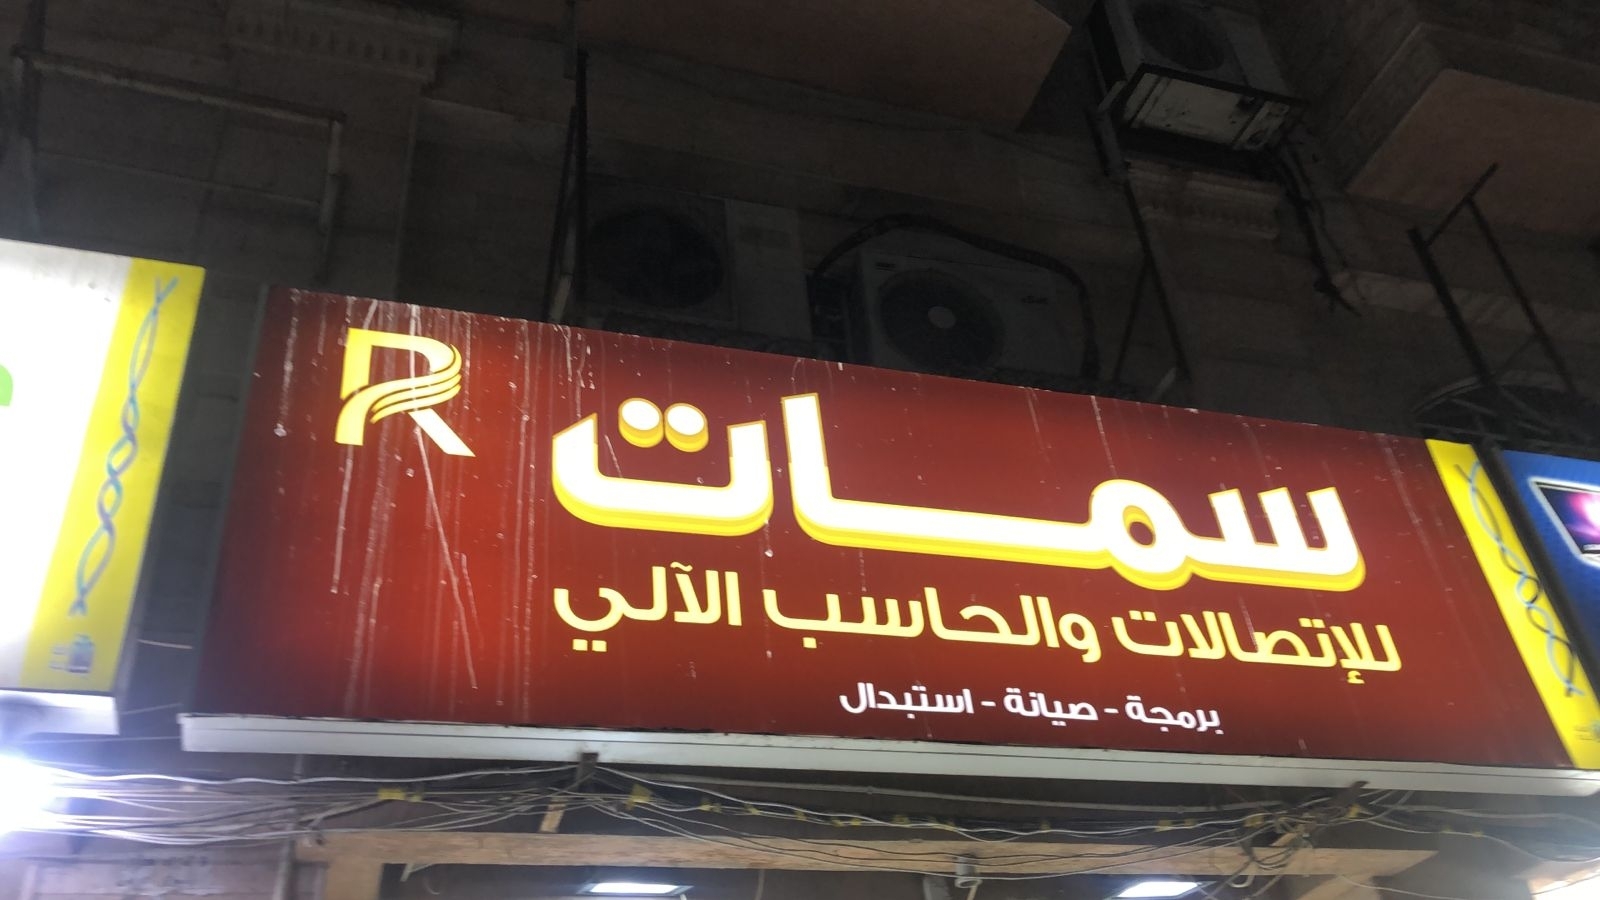 R
سمات
للإتصالات والحاسب الآلي
برمجة - صيانة - استبدال